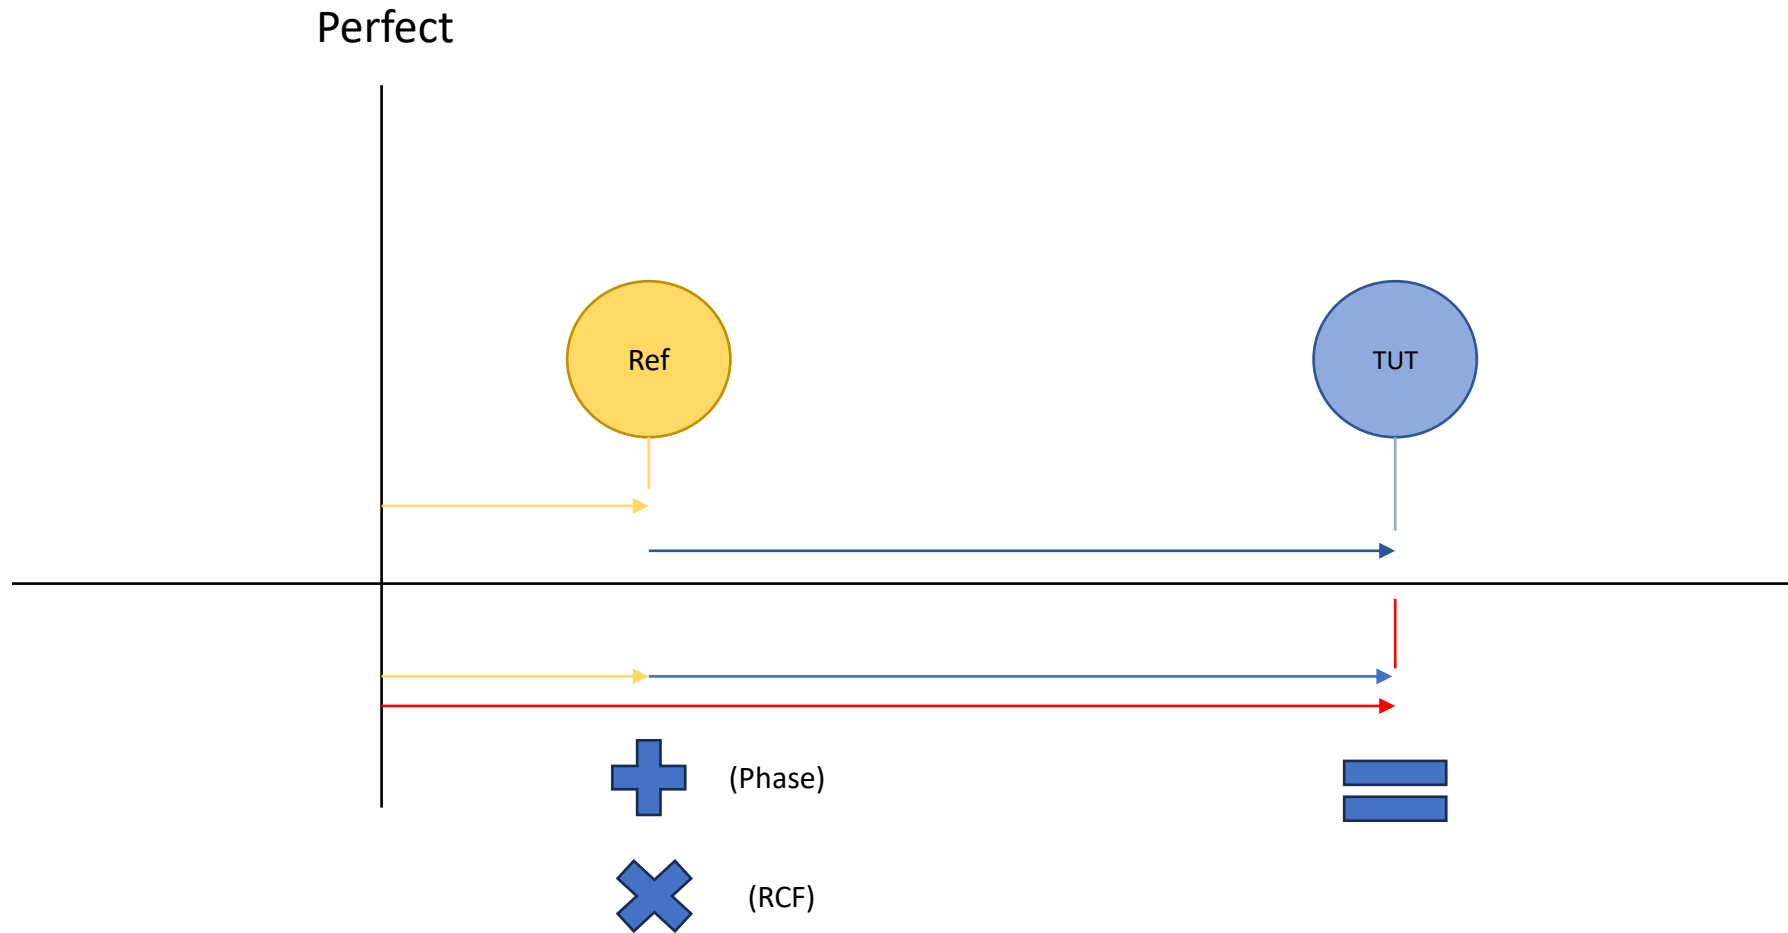 Perfect
Ref
TUT
(Phase)
(RCF)